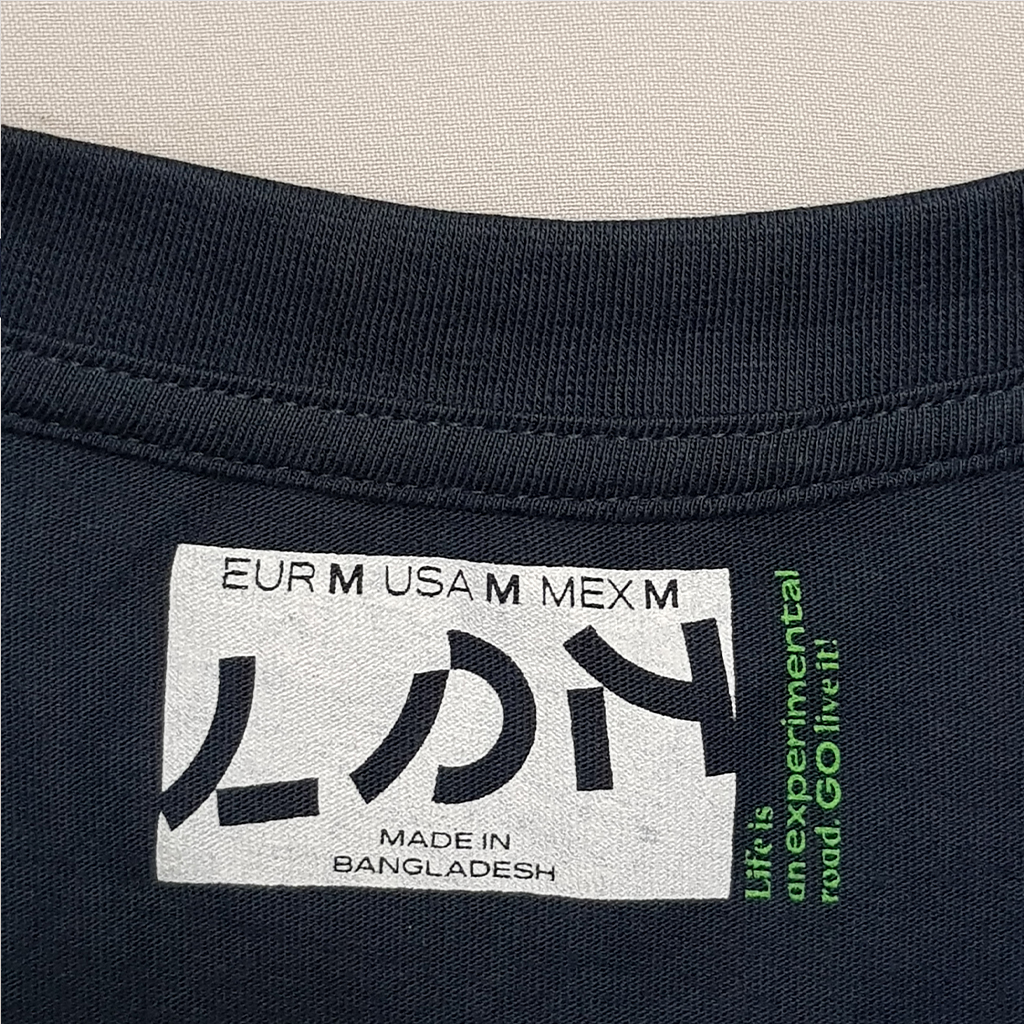 EUR M USA M MEX M
LDN
MADE IN
BANGLADESH
Life is
an experimental
road. GO live it!